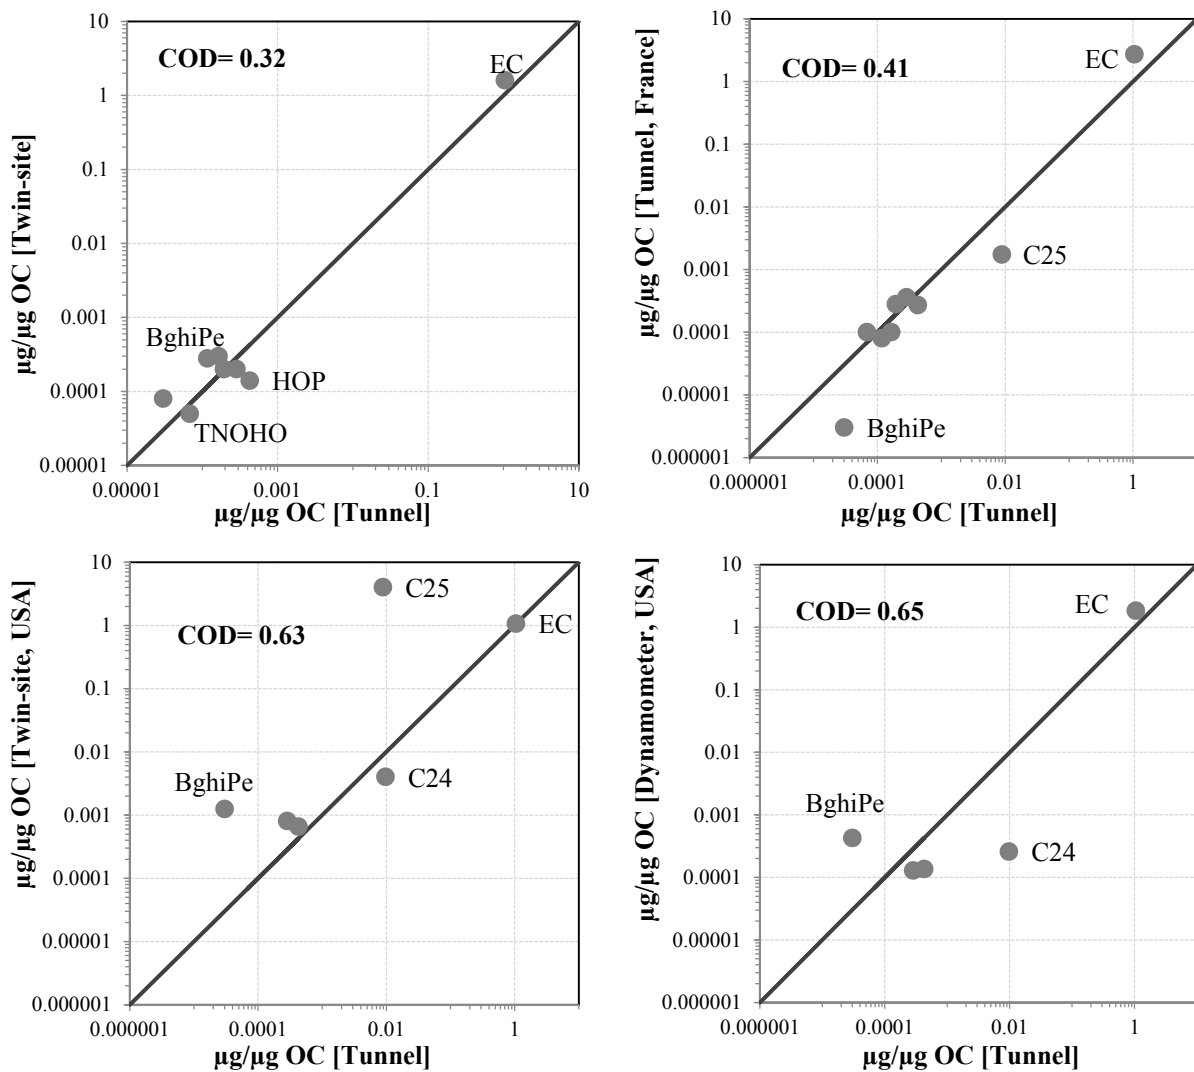 10
1
0.1
0.01
0.001
0.0001
0.00001
µg/µg OC [Twin-site]
COD= 0.32
EC
BghiPe
HOP
TNOHO
0.00001
0.001
0.1
10
µg/µg OC [Tunnel]
10
1
0.1
0.01
0.001
0.0001
0.00001
0.000001
µg/µg OC [Tunnel, France]
COD= 0.41
EC
C25
BghiPe
0.000001
0.0001
0.01
1
µg/µg OC [Tunnel]
10
1
0.1
0.01
0.001
0.0001
0.00001
0.000001
µg/µg OC [Twin-site, USA]
C25
COD= 0.63
EC
BghiPe
C24
0.000001
0.0001
0.01
1
µg/µg OC [Tunnel]
10
1
0.1
0.01
0.001
0.0001
0.00001
0.000001
µg/µg OC [Dynamometer, USA]
COD= 0.65
EC
BghiPe
C24
0.000001
0.0001
0.01
1
µg/µg OC [Tunnel]